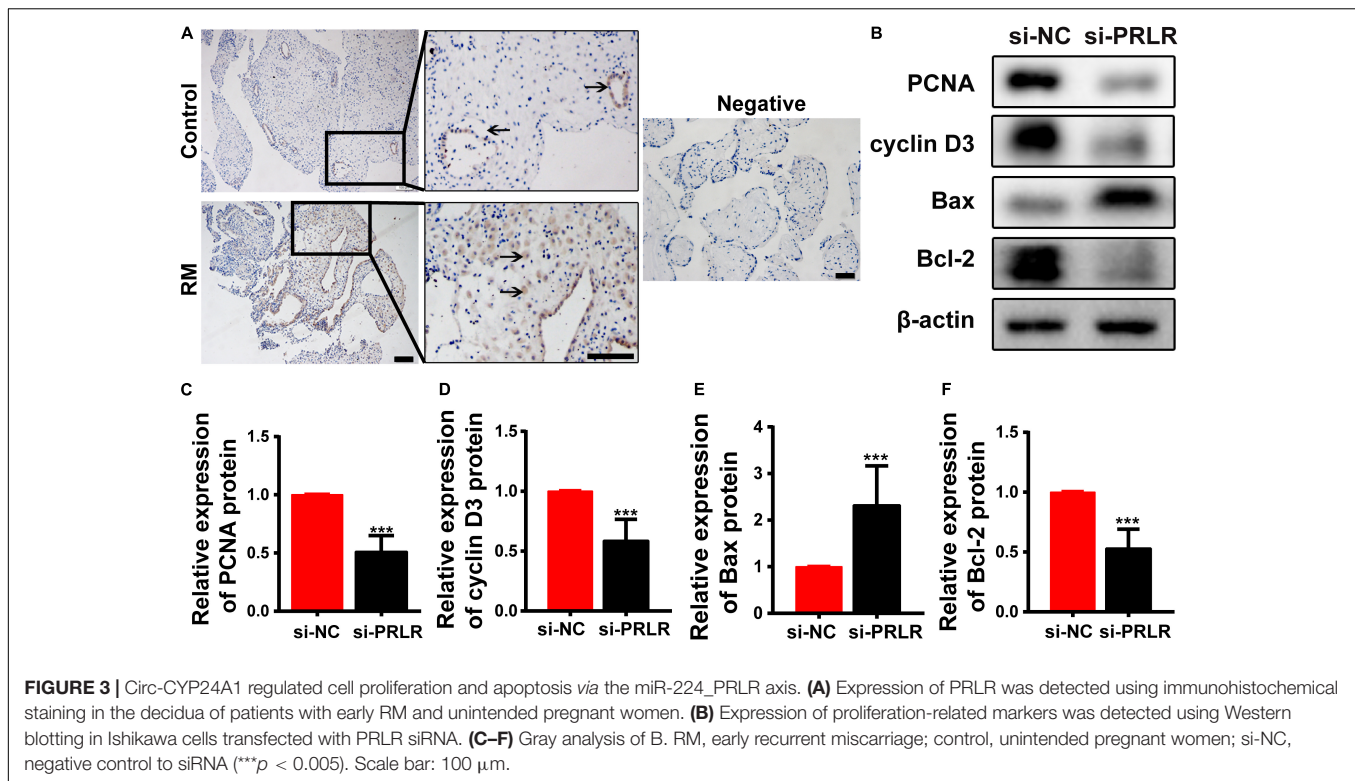 A
Control
RM
Negative
B
si-NC si-PRLR
PCNA
cyclin D3
Bax
Bcl-2
β-actin
C
Relative expression
of PCNA protein
1.5
1.0
0.5
0.0
***
si-NC si-PRLR
D
Relative expression
of cyclin D3 protein
1.5
1.0
0.5
0.0
***
si-NC si-PRLR
E
Relative expression
of Bax protein
4
3
2
1
0
***
si-NC si-PRLR
F
Relative expression
of Bcl-2 protein
1.5
1.0
0.5
0.0
***
si-NC si-PRLR
FIGURE 3 | Circ-CYP24A1 regulated cell proliferation and apoptosis via the miR-224_PRLR axis. (A) Expression of PRLR was detected using immunohistochemical
staining in the decidua of patients with early RM and unintended pregnant women. (B) Expression of proliferation-related markers was detected using Western
blotting in Ishikawa cells transfected with PRLR siRNA. (C–F) Gray analysis of B. RM, early recurrent miscarriage; control, unintended pregnant women; si-NC,
negative control to siRNA (***p < 0.005). Scale bar: 100 μm.